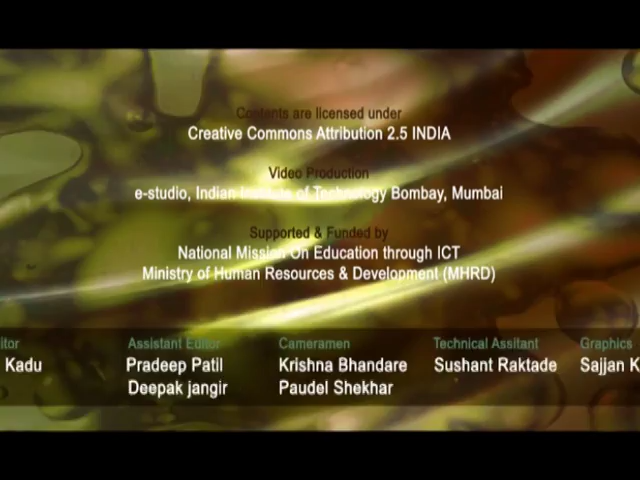 Contents are licensed under
Creative Commons Attribution 2.5 INDIA
Video Production
e-studio, Indian Institute of Technology Bombay, Mumbai
Supported & Funded by
National Mission On Education through ICT
Ministry of Human Resources & Development (MHRD)
itor Assistant Editor Cameramen Technical Assitant Graphics
Kadu Pradeep Patil Krishna Bhandare Sushant Raktade Sajjan K
Deepak jangir Paudel Shekhar